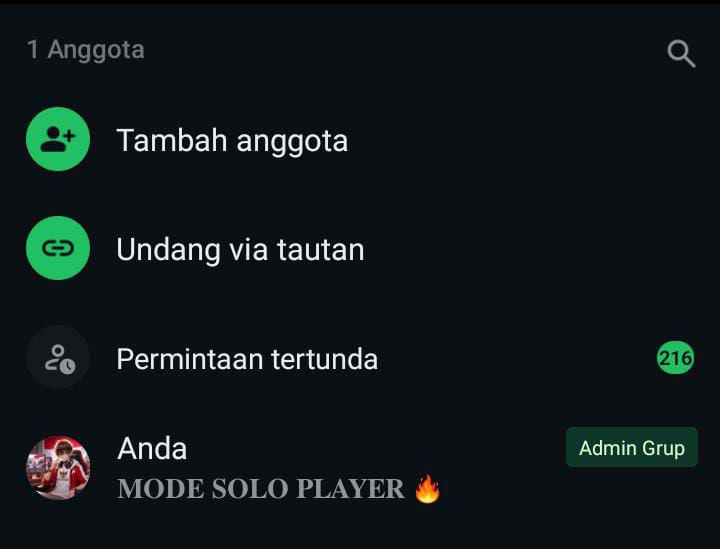 1 Anggota
Tambah anggota
Undang via tautan
Permintaan tertunda 216
Anda Admin Grup
𝐌𝐎𝐃𝐄 𝐒𝐎𝐋𝐎 𝐏𝐋𝐀𝐘𝐄𝐑 🔥